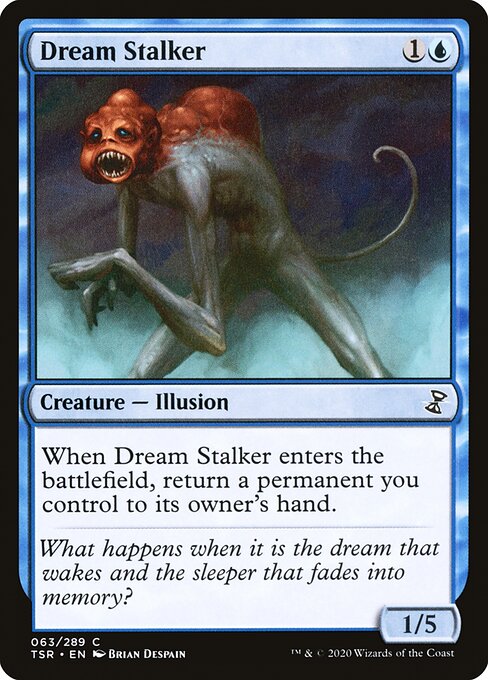 Dream Stalker 1
Creature — Illusion
When Dream Stalker enters the
battlefield, return a permanent you
control to its owner's hand.
What happens when it is the dream that
wakes and the sleeper that fades into
memory?
1/5
063/289 C
TSR • EN Brian Despain
™ & © 2020 Wizards of the Coast